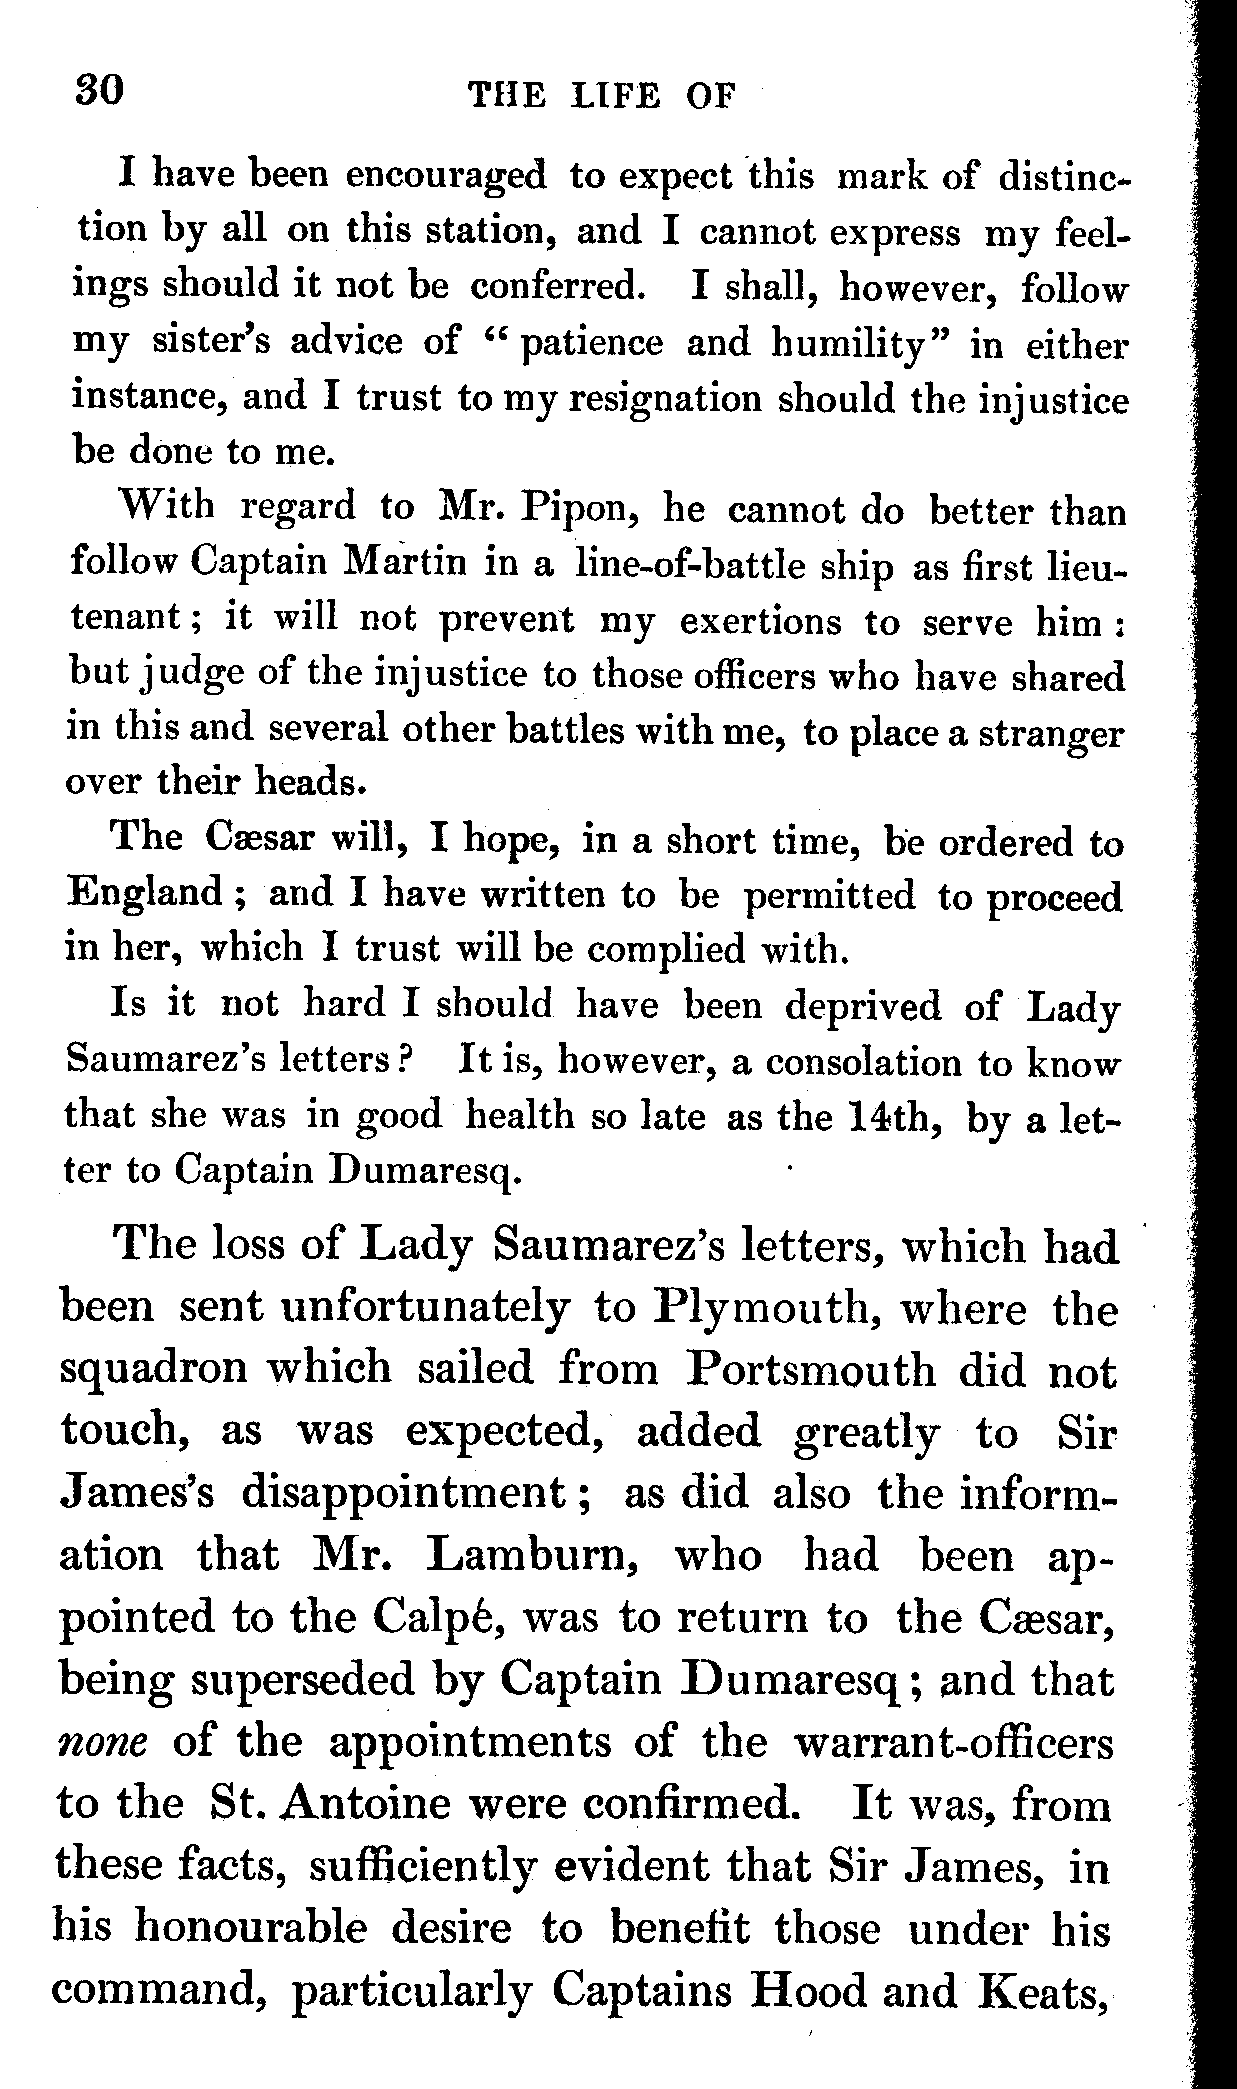 30 THE LIFE OF
I have been encouraged to expect this mark of distinc-
tion by all on this station, and I cannot express my feel-
ings should it not be conferred. I shall, however, follow
my sister's advice of “patience and humility” in either
instance, and I trust to my resignation should the injustice
be done to me.
With regard to Mr. Pipon, he cannot do better than
follow Captain Martin in a line-of-battle ship as first lieu-
tenant; it will not prevent my exertions to serve him:
but judge of the injustice to those officers who have shared
in this and several other battles with me, to place a stranger
over their heads.
The Cæsar will, I hope, in a short time, be ordered to
England; and I have written to be permitted to proceed
in her, which I trust will be complied with.
Is it not hard I should have been deprived of Lady
Saumarez's letters? It is, however, a consolation to know
that she was in good health so late as the 14th, by a let-
ter to Captain Dumaresq.
The loss of Lady Saumarez's letters, which had
been sent unfortunately to Plymouth, where the
squadron which sailed from Portsmouth did not
touch, as was expected, added greatly to Sir
James's disappointment; as did also the inform-
ation that Mr. Lamburn, who had been ap-
pointed to the Calpé, was to return to the Cæsar,
being superseded by Captain Dumaresq; and that
none of the appointments of the warrant-officers
to the St. Antoine were confirmed. It was, from
these facts, sufficiently evident that Sir James, in
his honourable desire to benefit those under his
command, particularly Captains Hood and Keats,